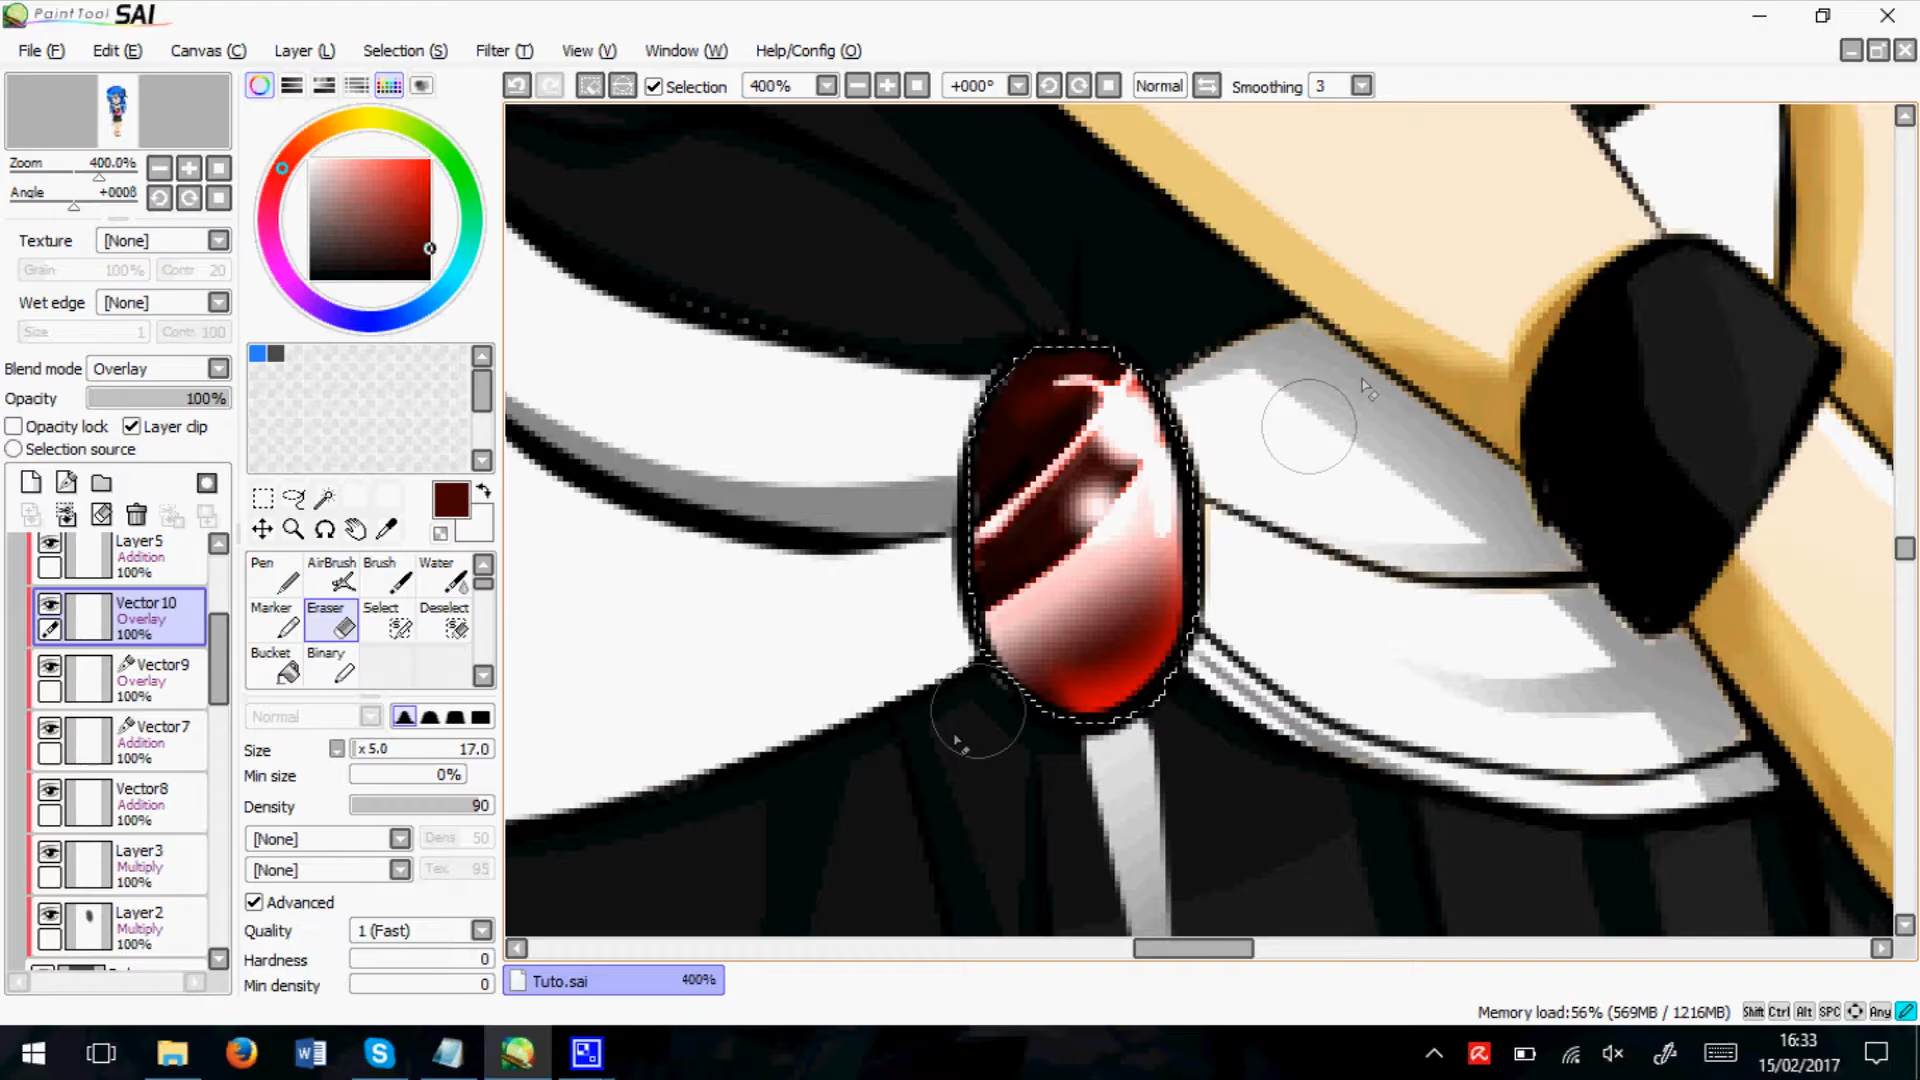 PaintTool SAI
File (F) Edit (E) Canvas (C) Layer (L) Selection (S) Filter (T) View (V) Window (W) Help/Config (O)
Selection 400% +000° Normal Smoothing 3
Zoom 400.0%
Angle +000ß
Texture [None]
Grain 100% Contr 20
Wet edge [None]
Size 1 Contr 100
Blend mode Overlay
Opacity 100%
Opacity lock Layer clip
Selection source
Layer5
Addition
100%
Vector10
Overlay
100%
Vector9
Overlay
100%
Vector7
Addition
100%
Vector8
Addition
100%
Layer3
Multiply
100%
Layer2
Multiply
100%
Pen AirBrush Brush Water
Marker Eraser Select Deselect
Bucket Binary
Normal
Size x 5.0 17.0
Min size 0%
Density 90
[None] Dens 50
[None] Tex 95
Advanced
Quality 1 (Fast)
Hardness 0
Min density 0
Tuto.sai 400%
Memory load:56% (569MB / 1216MB) Shift Ctrl Alt SPC Any
16:33
15/02/2017